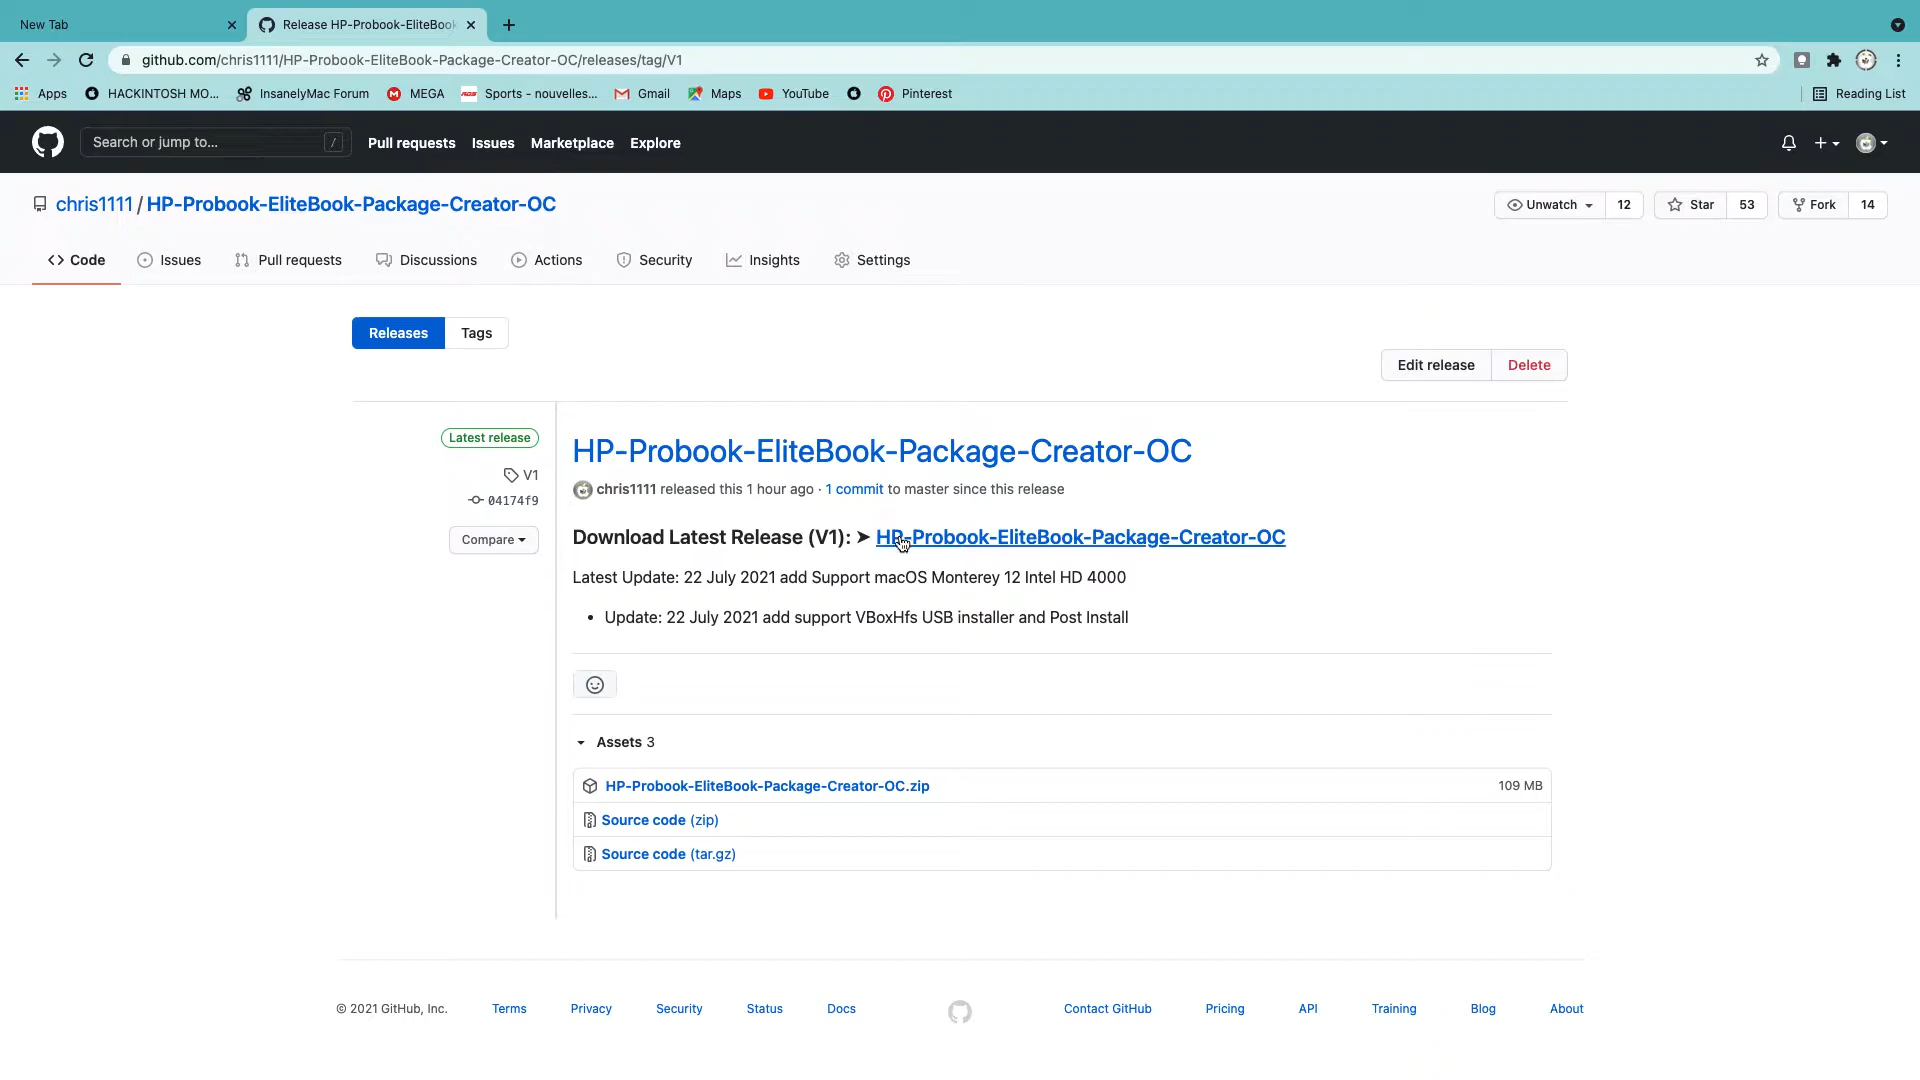 New Tab
Release HP-Probook-EliteBook
github.com/chris1111/HP-Probook-EliteBook-Package-Creator-OC/releases/tag/V1
Apps HACKINTOSH MO... InsanelyMac Forum MEGA Sports - nouvelles... Gmail Maps YouTube Pinterest Reading List
Search or jump to... / Pull requests Issues Marketplace Explore
chris1111 / HP-Probook-EliteBook-Package-Creator-OC
Unwatch 12 Star 53 Fork 14
Code Issues Pull requests Discussions Actions Security Insights Settings
Releases Tags
Edit release Delete
Latest release
V1
04174f9
Compare
HP-Probook-EliteBook-Package-Creator-OC
chris1111 released this 1 hour ago · 1 commit to master since this release
Download Latest Release (V1): ➤ HP-Probook-EliteBook-Package-Creator-OC
Latest Update: 22 July 2021 add Support macOS Monterey 12 Intel HD 4000
• Update: 22 July 2021 add support VBoxHfs USB installer and Post Install
Assets 3
HP-Probook-EliteBook-Package-Creator-OC.zip 109 MB
Source code (zip)
Source code (tar.gz)
© 2021 GitHub, Inc. Terms Privacy Security Status Docs Contact GitHub Pricing API Training Blog About